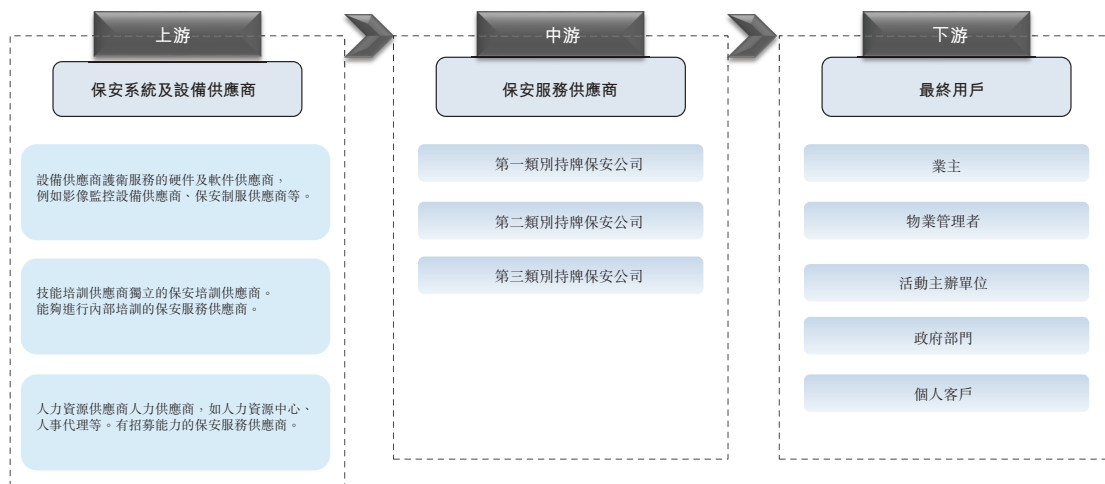 上游
保安系統及設備供應商
設備供應商護衛服務的硬件及軟件供應商，
例如影像監控設備供應商、保安制服供應商等。
技能培訓供應商獨立的保安培訓供應商。
能夠進行內部培訓的保安服務供應商。
人力資源供應商人力供應商，如人力資源中心、
人事代理等。有招募能力的保安服務供應商。
中游
保安服務供應商
第一類別持牌保安公司
第二類別持牌保安公司
第三類別持牌保安公司
下游
最終用戶
業主
物業管理者
活動主辦單位
政府部門
個人客戶